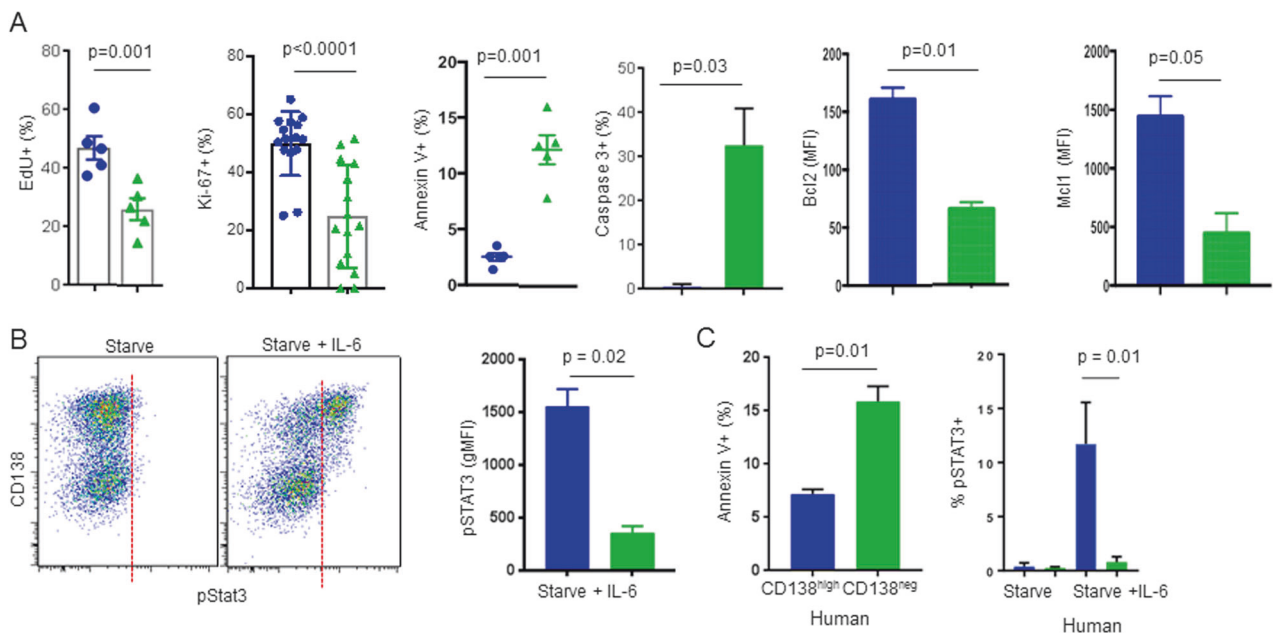 A
EdU+ (%)
80
60
40
20
0
p=0.001
Ki-67+ (%)
80
60
40
20
0
p<0.0001
Annexin V+ (%)
20
15
10
5
0
p=0.001
Caspase 3+ (%)
50
40
30
20
10
0
p=0.03
Bcl2 (MFI)
200
150
100
50
0
p=0.01
Mcl1 (MFI)
2000
1500
1000
500
0
p=0.05
B
Starve
Starve + IL-6
CD138
pStat3
pSTAT3 (gMFI)
2000
1500
1000
500
0
p = 0.02
Starve + IL-6
C
Annexin V+ (%)
20
15
10
5
0
p=0.01
CD138high CD138neg
Human
% pSTAT3+
20
15
10
5
0
p = 0.01
Starve Starve +IL-6
Human